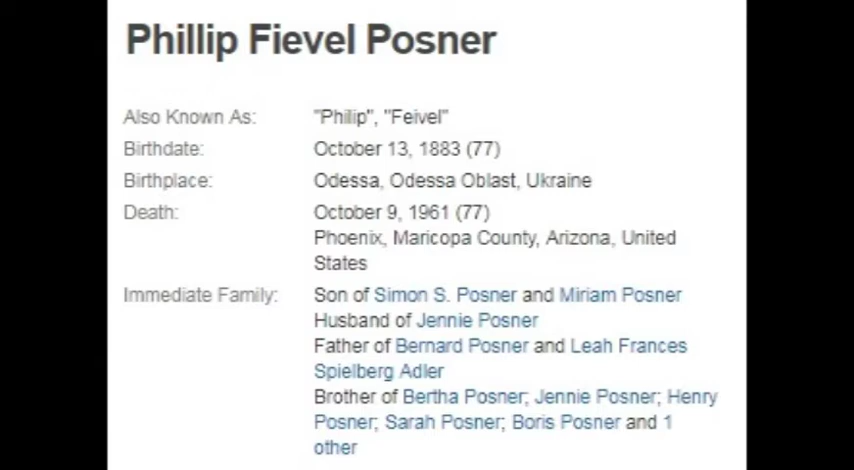 Phillip Fievel Posner
Also Known As: "Philip", "Feivel"
Birthdate: October 13, 1883 (77)
Birthplace: Odessa, Odessa Oblast, Ukraine
Death: October 9, 1961 (77)
Phoenix, Maricopa County, Arizona, United
States
Immediate Family: Son of Simon S. Posner and Miriam Posner
Husband of Jennie Posner
Father of Bernard Posner and Leah Frances
Spielberg Adler
Brother of Bertha Posner; Jennie Posner; Henry
Posner; Sarah Posner; Boris Posner and 1
other